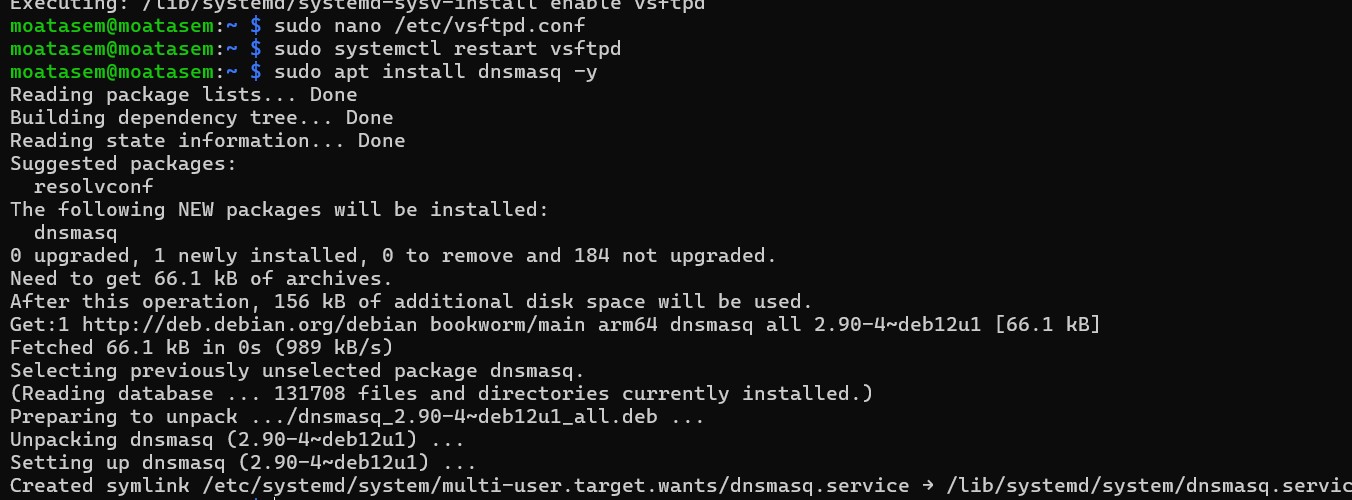 Executing: /lib/systemd/systemd-sysv-install enable vsftpd
moatasem@moatasem:~ $ sudo nano /etc/vsftpd.conf
moatasem@moatasem:~ $ sudo systemctl restart vsftpd
moatasem@moatasem:~ $ sudo apt install dnsmasq -y
Reading package lists... Done
Building dependency tree... Done
Reading state information... Done
Suggested packages:
  resolvconf
The following NEW packages will be installed:
  dnsmasq
0 upgraded, 1 newly installed, 0 to remove and 184 not upgraded.
Need to get 66.1 kB of archives.
After this operation, 156 kB of additional disk space will be used.
Get:1 http://deb.debian.org/debian bookworm/main arm64 dnsmasq all 2.90-4~deb12u1 [66.1 kB]
Fetched 66.1 kB in 0s (989 kB/s)
Selecting previously unselected package dnsmasq.
(Reading database ... 131708 files and directories currently installed.)
Preparing to unpack .../dnsmasq_2.90-4~deb12u1_all.deb ...
Unpacking dnsmasq (2.90-4~deb12u1) ...
Setting up dnsmasq (2.90-4~deb12u1) ...
Created symlink /etc/systemd/system/multi-user.target.wants/dnsmasq.service → /lib/systemd/system/dnsmasq.servic